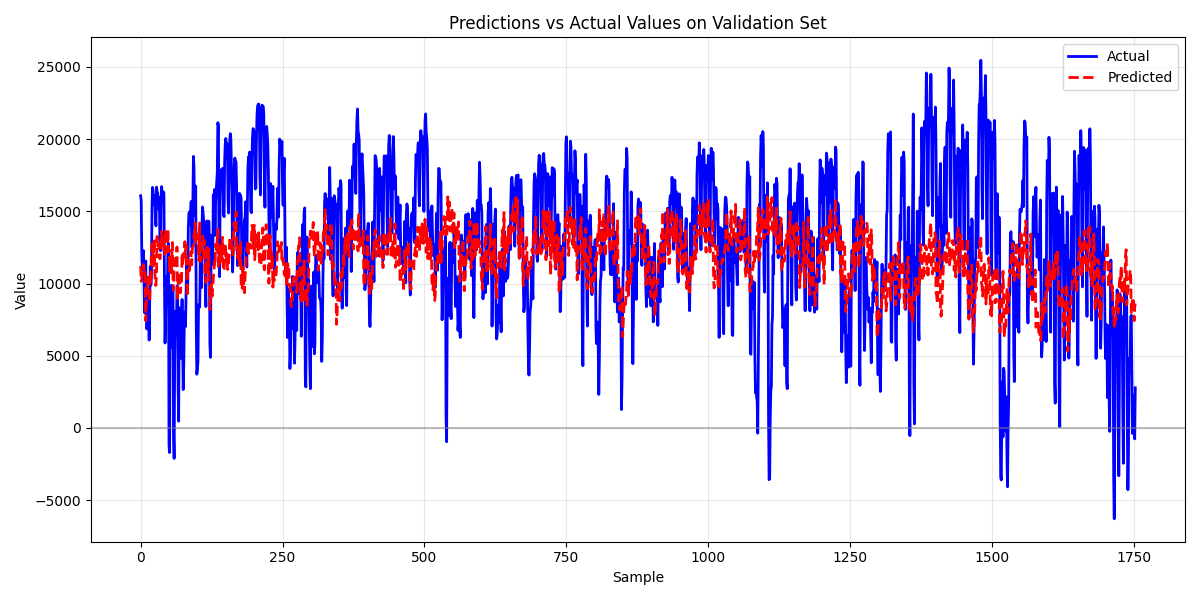 Predictions vs Actual Values on Validation Set
Actual
Predicted
Value
25000
20000
15000
10000
5000
0
−5000
0 250 500 750 1000 1250 1500 1750
Sample